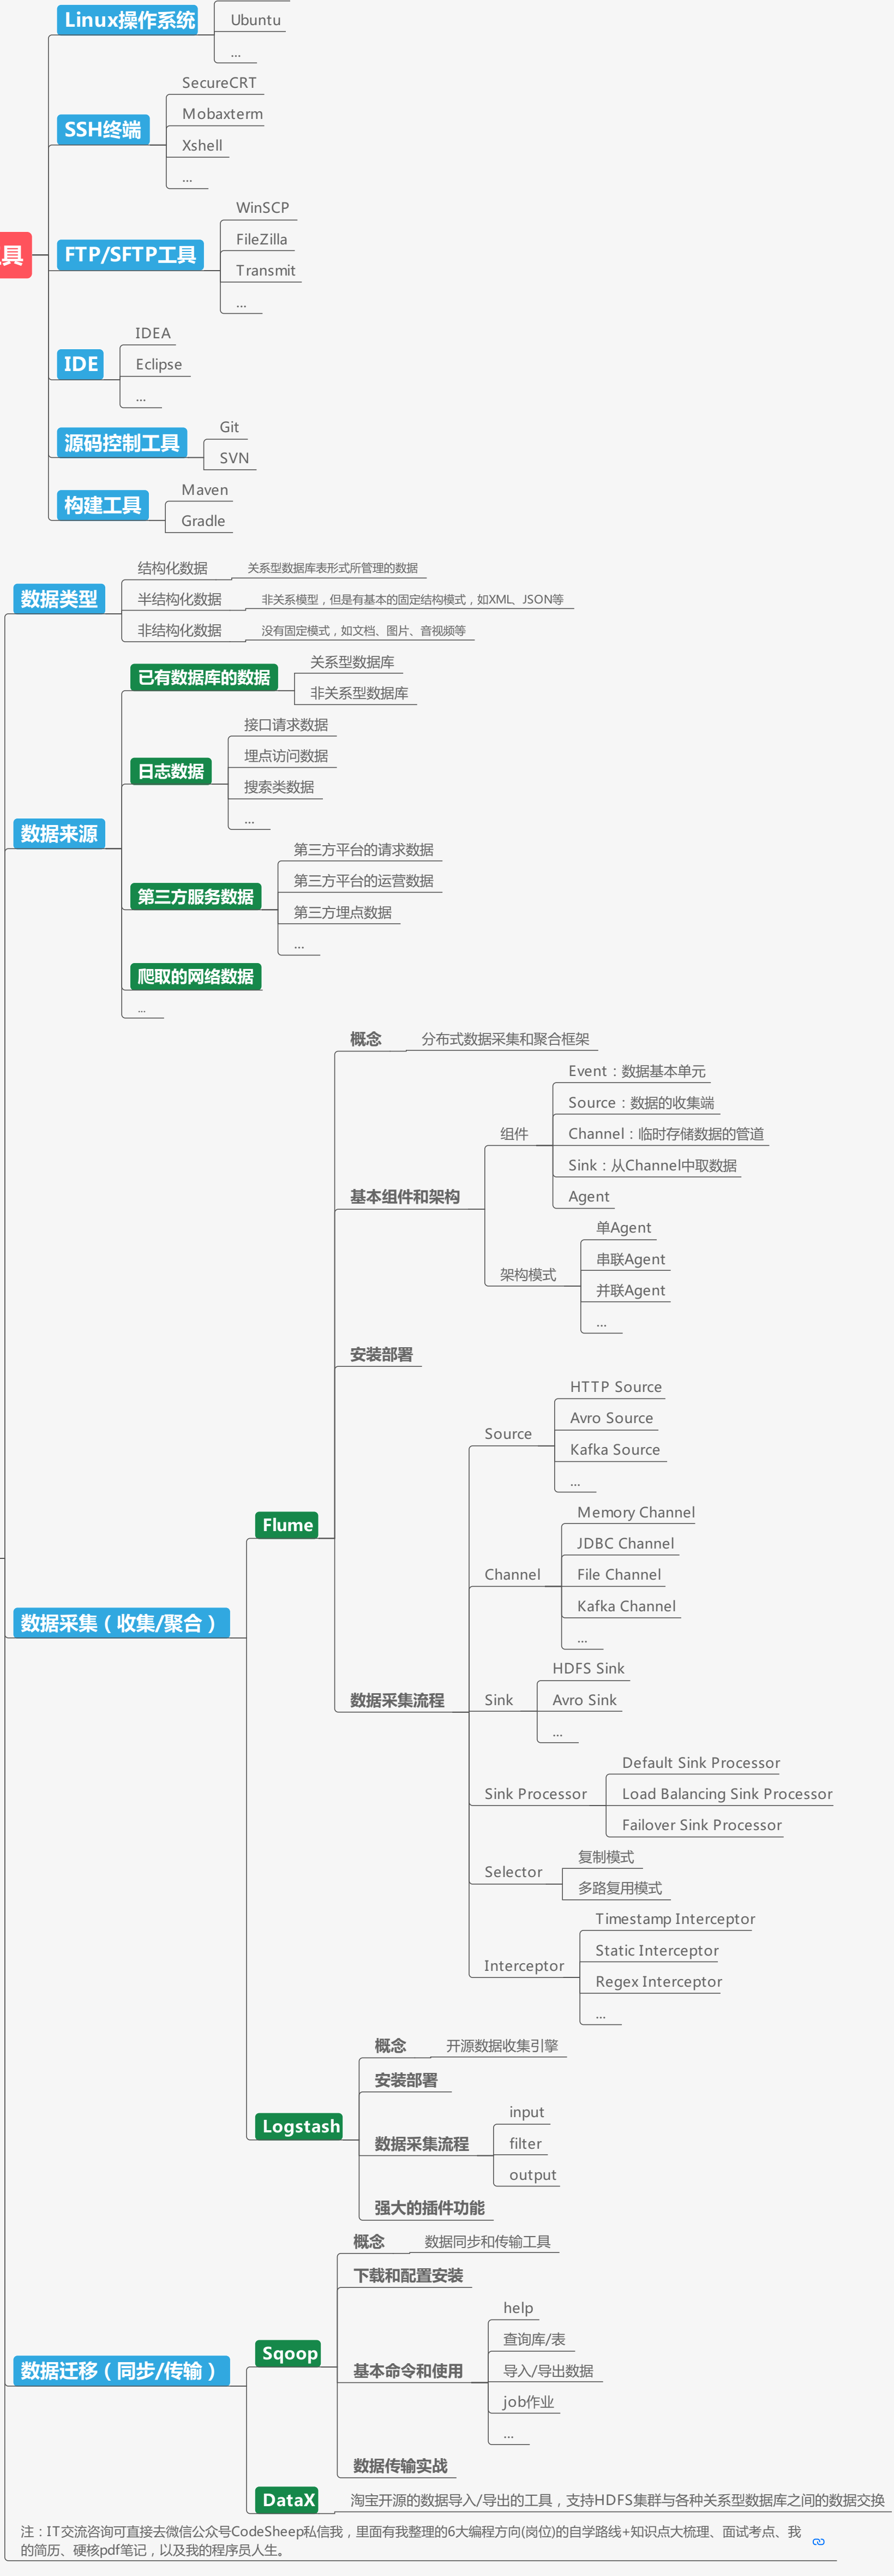 Linux操作系统
Ubuntu
...
SSH终端
SecureCRT
Mobaxterm
Xshell
...
具
FTP/SFTP工具
WinSCP
FileZilla
Transmit
...
IDE
IDEA
Eclipse
...
源码控制工具
Git
SVN
构建工具
Maven
Gradle
数据类型
结构化数据
关系型数据库表形式所管理的数据
半结构化数据
非关系模型，但是有基本的固定结构模式，如XML、JSON等
非结构化数据
没有固定模式，如文档、图片、音视频等
数据来源
已有数据库的数据
关系型数据库
非关系型数据库
日志数据
接口请求数据
埋点访问数据
搜索类数据
...
第三方服务数据
第三方平台的请求数据
第三方平台的运营数据
第三方埋点数据
...
爬取的网络数据
...
数据采集（收集/聚合）
Flume
概念
分布式数据采集和聚合框架
基本组件和架构
组件
Event：数据基本单元
Source：数据的收集端
Channel：临时存储数据的管道
Sink：从Channel中取数据
Agent
架构模式
单Agent
串联Agent
并联Agent
...
安装部署
数据采集流程
Source
HTTP Source
Avro Source
Kafka Source
...
Channel
Memory Channel
JDBC Channel
File Channel
Kafka Channel
...
Sink
HDFS Sink
Avro Sink
...
Sink Processor
Default Sink Processor
Load Balancing Sink Processor
Failover Sink Processor
Selector
复制模式
多路复用模式
Interceptor
Timestamp Interceptor
Static Interceptor
Regex Interceptor
...
Logstash
概念
开源数据收集引擎
安装部署
数据采集流程
input
filter
output
强大的插件功能
数据迁移（同步/传输）
Sqoop
概念
数据同步和传输工具
下载和配置安装
基本命令和使用
help
查询库/表
导入/导出数据
job作业
...
数据传输实战
DataX
淘宝开源的数据导入/导出的工具，支持HDFS集群与各种关系型数据库之间的数据交换
注：IT交流咨询可直接去微信公众号CodeSheep私信我，里面有我整理的6大编程方向(岗位)的自学路线+知识点大梳理、面试考点、我
的简历、硬核pdf笔记，以及我的程序员人生。